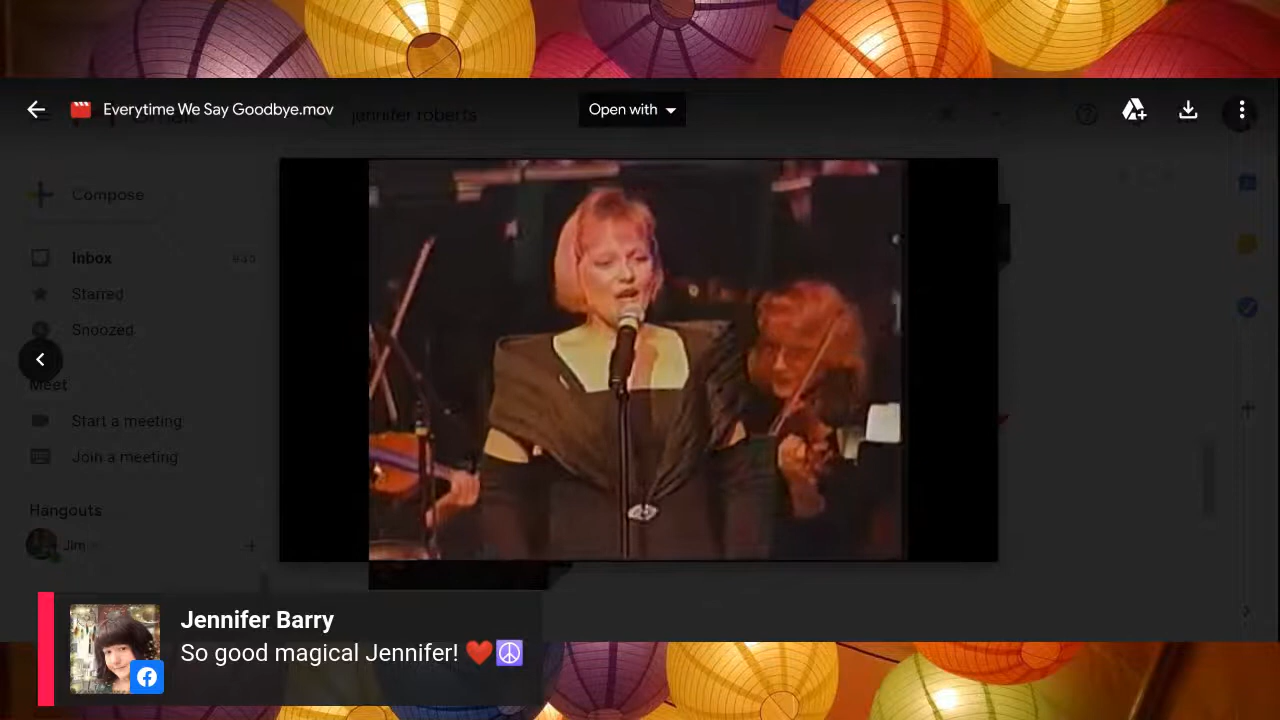 Everytime We Say Goodbye.mov
Open with
jennifer roberts
Compose
Inbox
Starred
Snoozed
Meet
Start a meeting
Join a meeting
Hangouts
Jim
Jennifer Barry
So good magical Jennifer! ❤️☮️